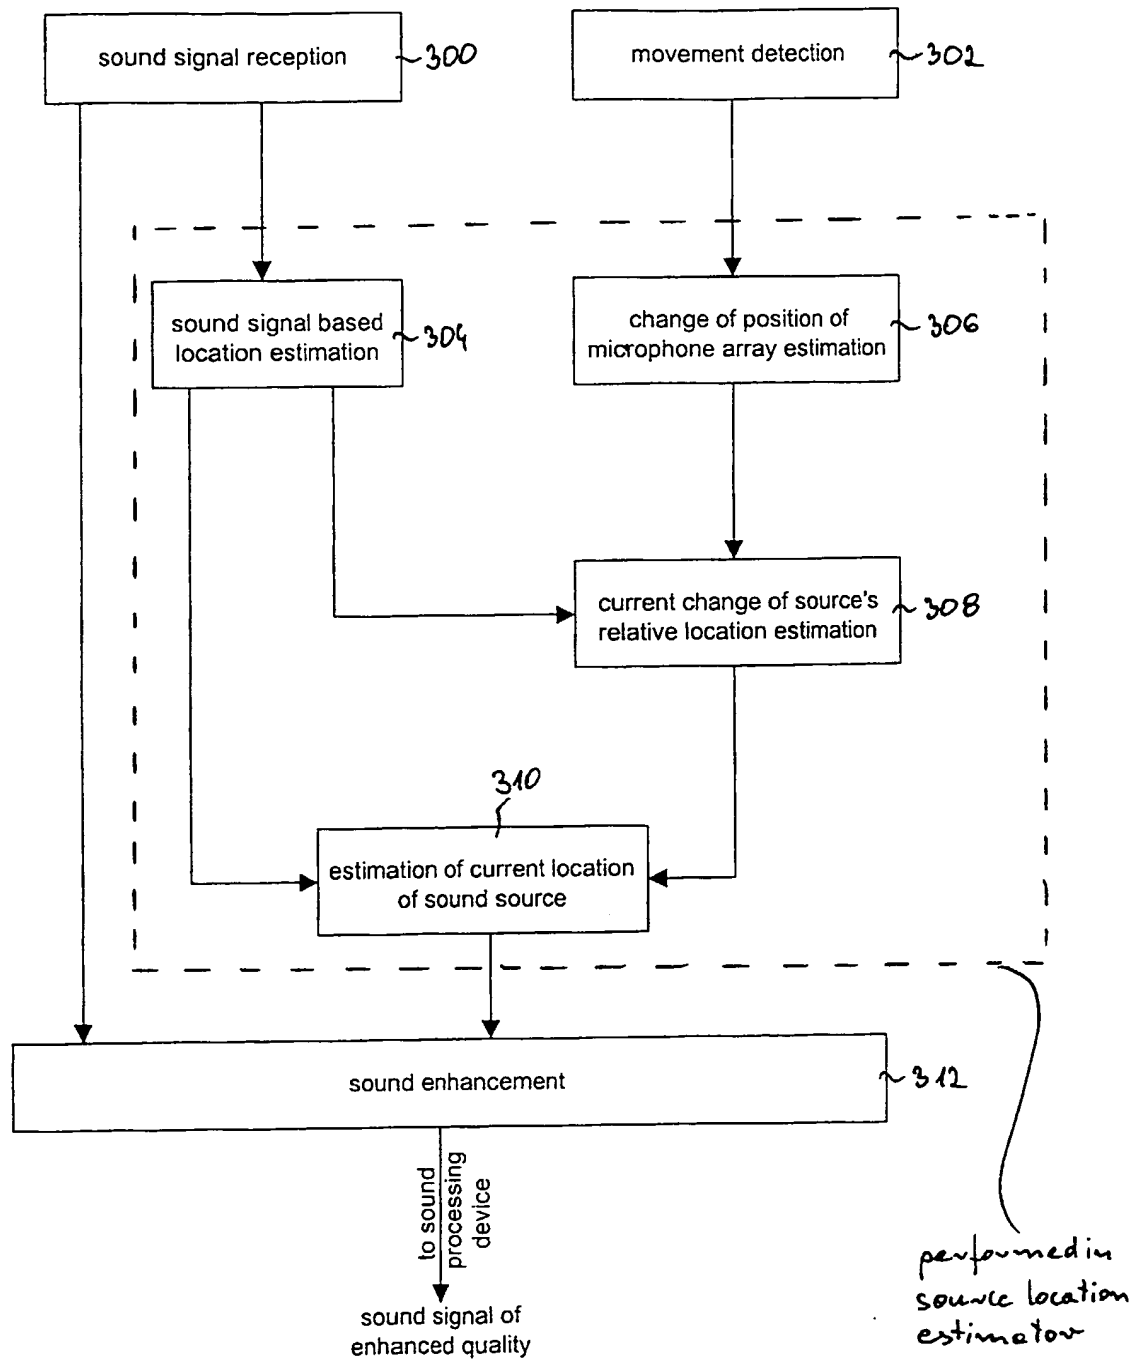 sound signal reception
300
movement detection
302
sound signal based
location estimation
304
change of position of
microphone array estimation
306
current change of source's
relative location estimation
308
310
estimation of current location
of sound source
sound enhancement
312
to sound
processing
device
sound signal of
enhanced quality
performed in
source location
estimator